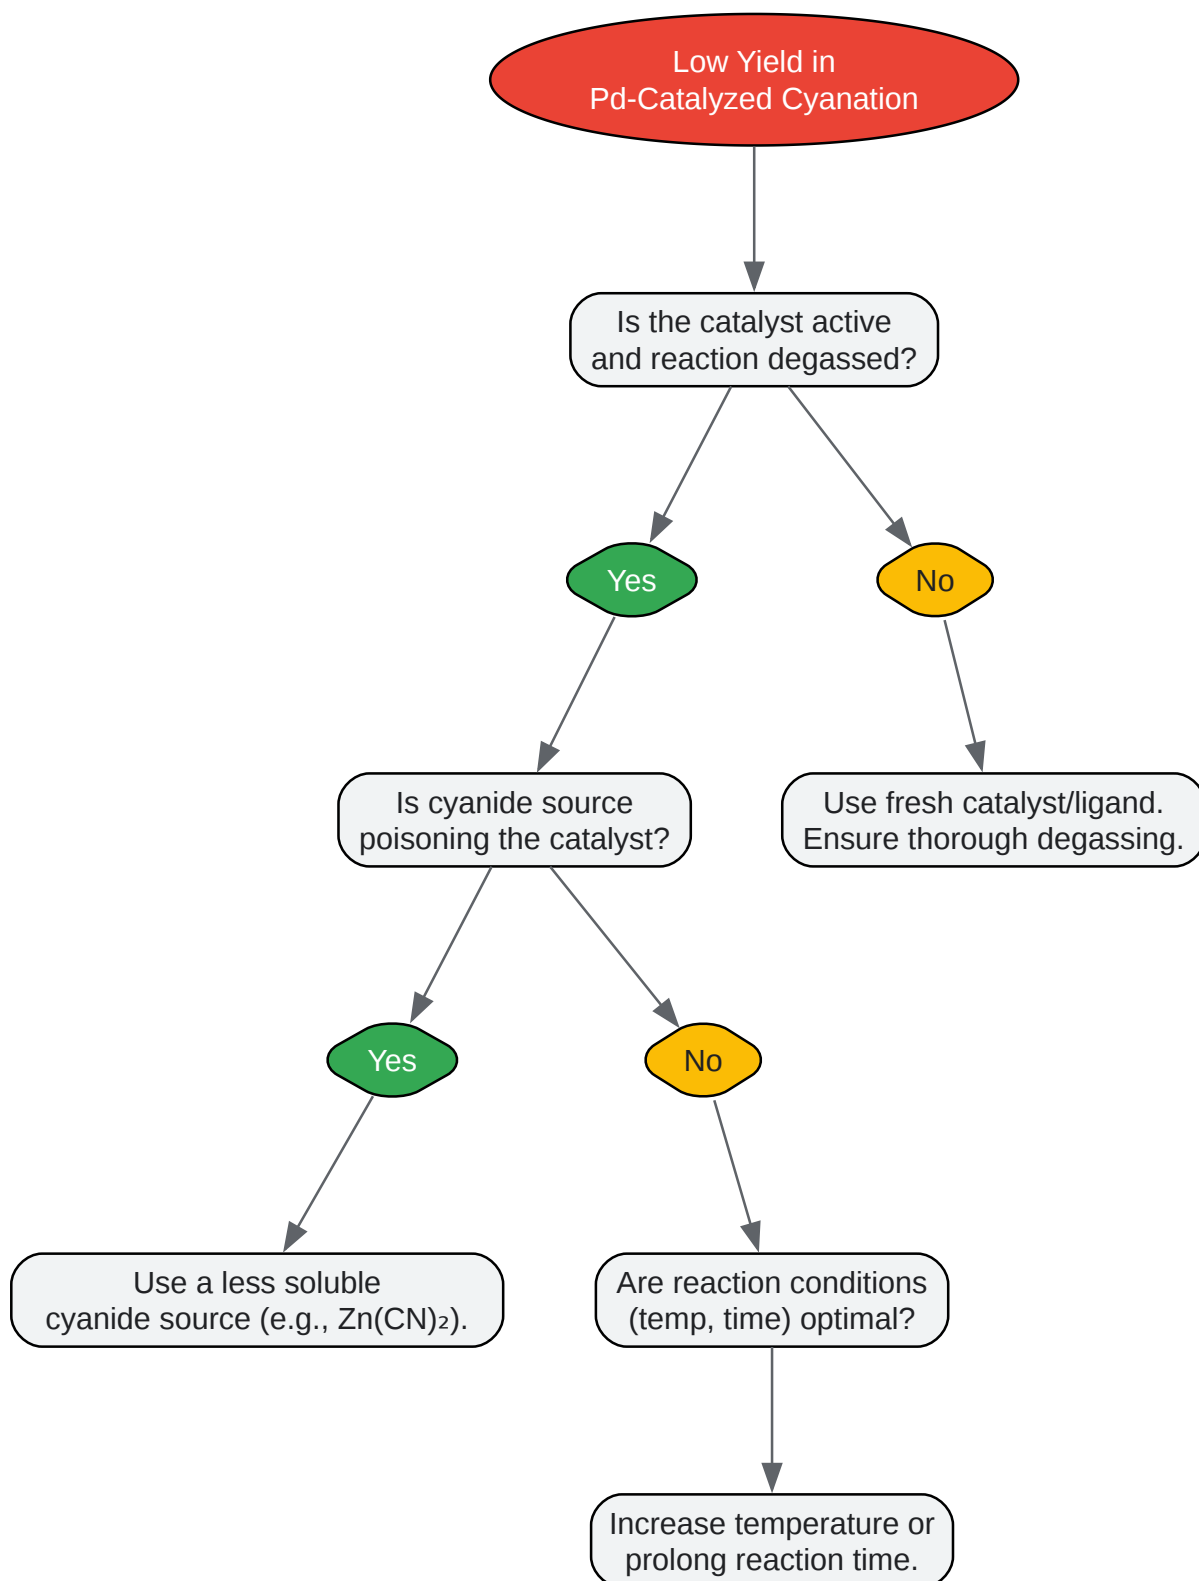 Low Yield in
Pd-Catalyzed Cyanation
Is the catalyst active
and reaction degassed?
Yes
No
Is cyanide source
poisoning the catalyst?
Use fresh catalyst/ligand.
Ensure thorough degassing.
Yes
No
Use a less soluble
cyanide source (e.g., Zn(CN)₂).
Are reaction conditions
(temp, time) optimal?
Increase temperature or
prolong reaction time.